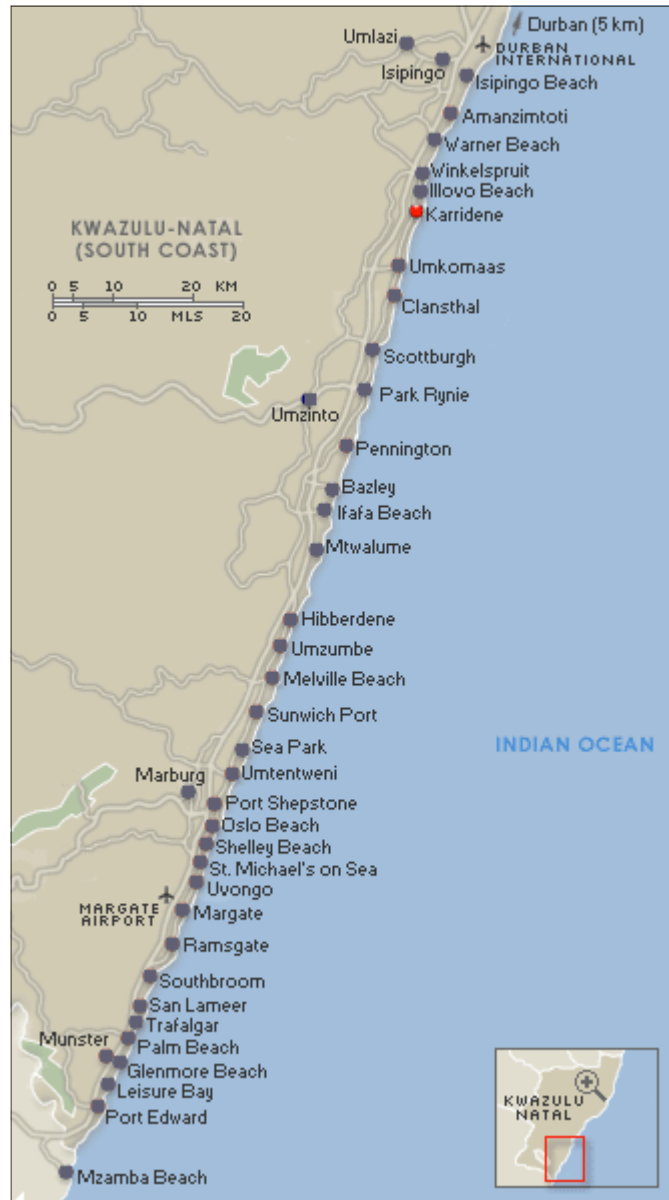 Durban (5 km)
Umlazi
DURBAN
INTERNATIONAL
Isipingo
Isipingo Beach
Amanzimtoti
Warner Beach
Winkelspruit
Illovo Beach
Karridene
KWAZULU-NATAL
(SOUTH COAST)
Umkomaas
0 5 10 20 KM
0 5 10 MLS 20
Clansthal
Scottburgh
Park Rynie
Umzinto
Pennington
Bazley
Ifafa Beach
Mtwalume
Hibberdene
Umzumbe
Melville Beach
Sunwich Port
INDIAN OCEAN
Sea Park
Marburg
Umtentweni
Port Shepstone
Oslo Beach
Shelley Beach
St. Michael's on Sea
Uvongo
MARGATE
AIRPORT
Margate
Ramsgate
Southbroom
San Lameer
Trafalgar
Munster
Palm Beach
Glenmore Beach
Leisure Bay
Port Edward
KWAZULU
NATAL
Mzamba Beach